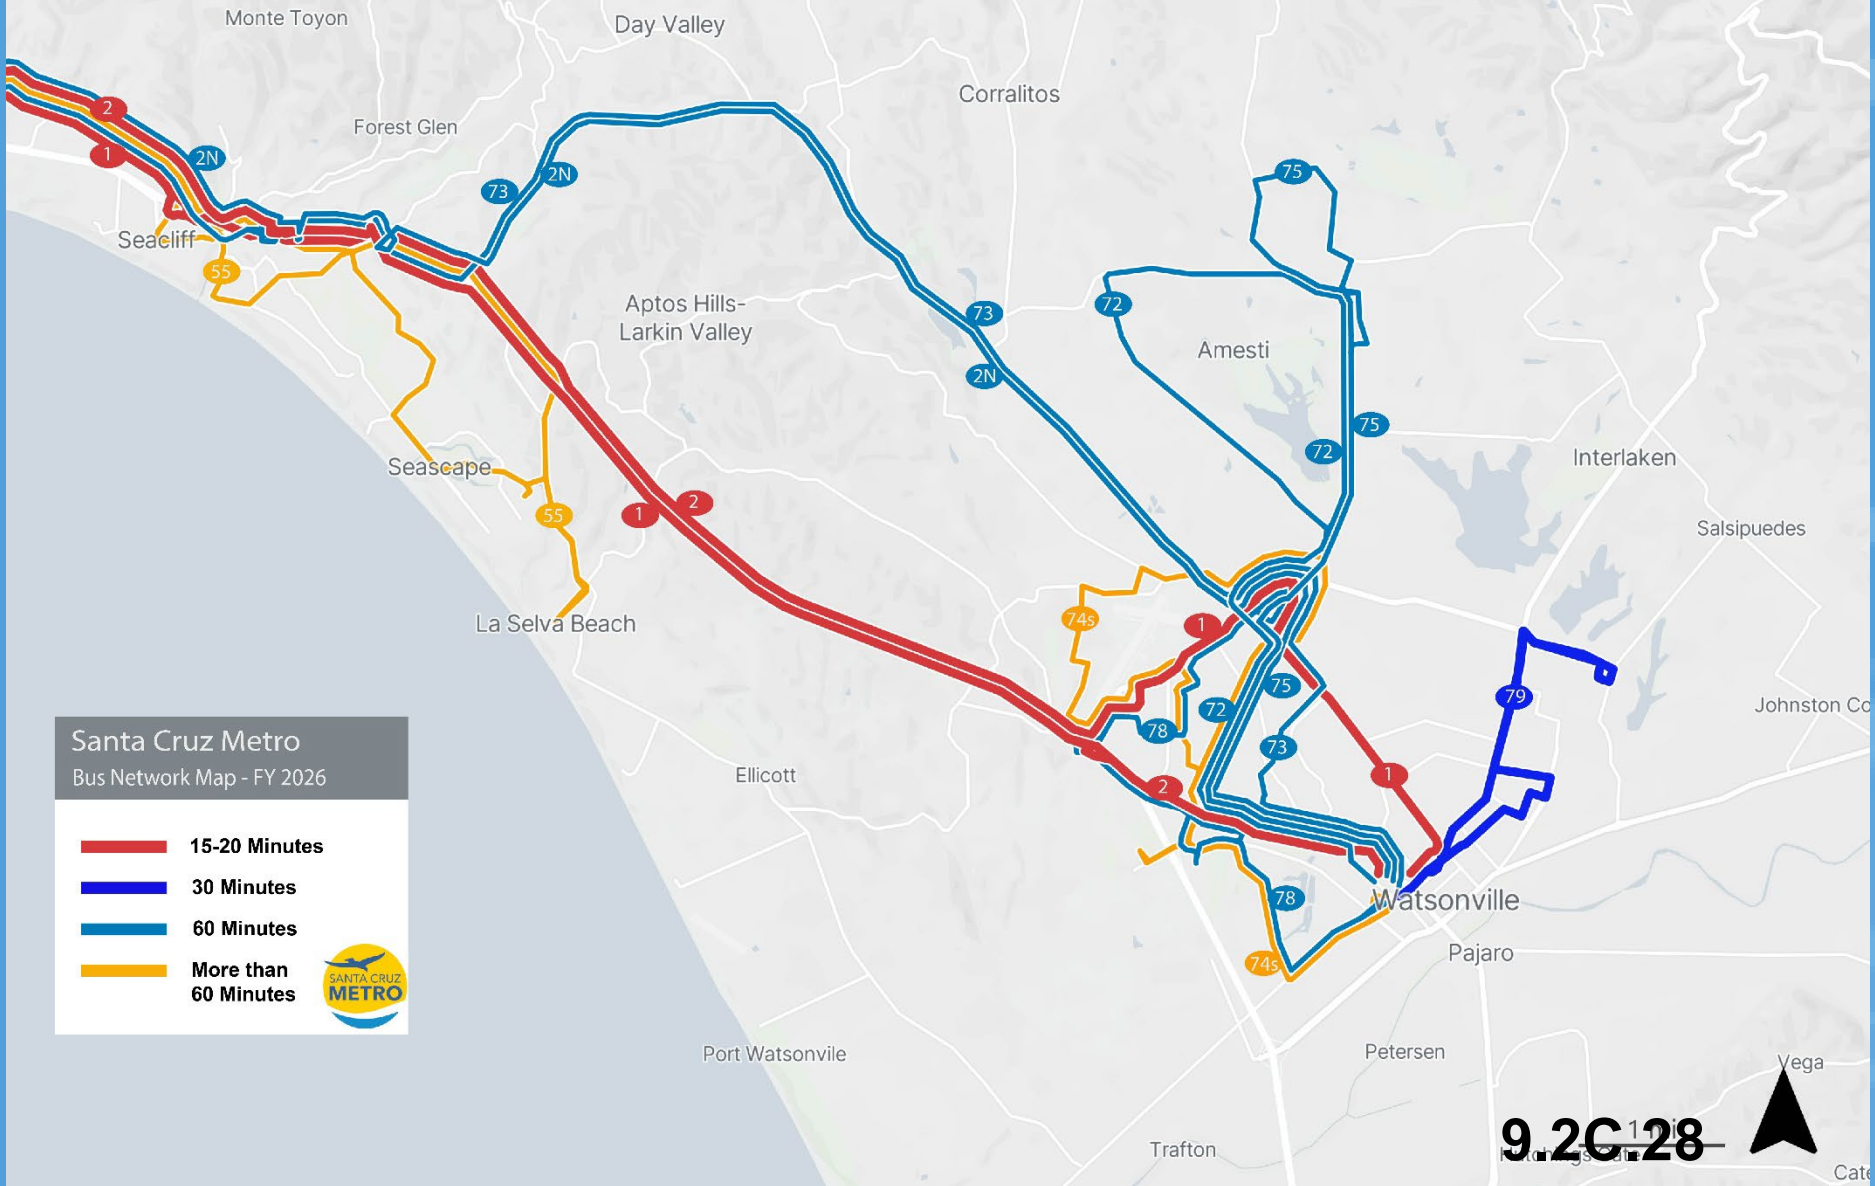 Monte Toyon
Day Valley
Corralitos
2
Forest Glen
1
2N
75
2N
73
Seacliff
55
Aptos Hills-
Larkin Valley
72
73
Amesti
2N
75
72
Interlaken
Seascape
2
1
55
Salsipuedes
La Selva Beach
74s
1
75
79
72
Johnston Co
78
73
Santa Cruz Metro
Bus Network Map - FY 2026
Ellicott
1
2
15-20 Minutes
30 Minutes
60 Minutes
More than
60 Minutes
SANTA CRUZ
METRO
78
Watsonville
Pajaro
74s
Port Watsonvile
Petersen
Vega
Trafton
9.2C.28
Cate